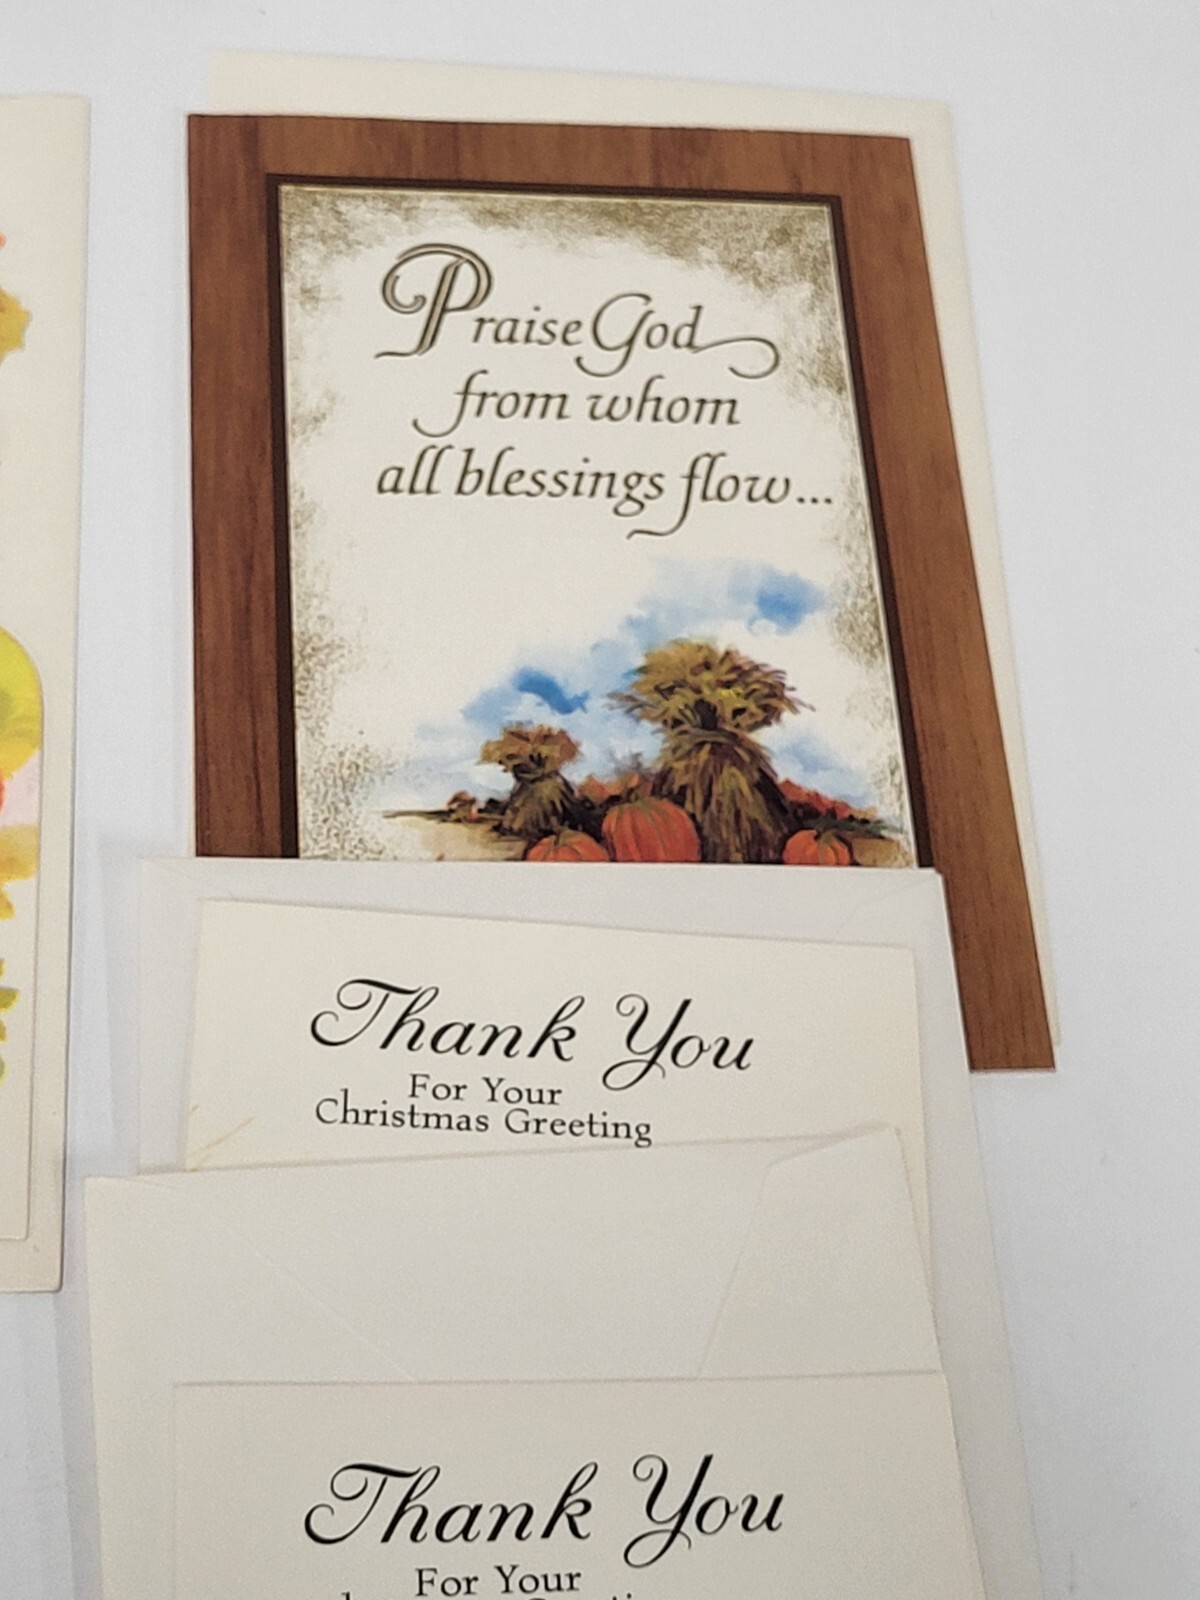 Praise God
from whom
all blessings flow...
Thank You
For Your
Christmas Greeting
Thank You
For Your